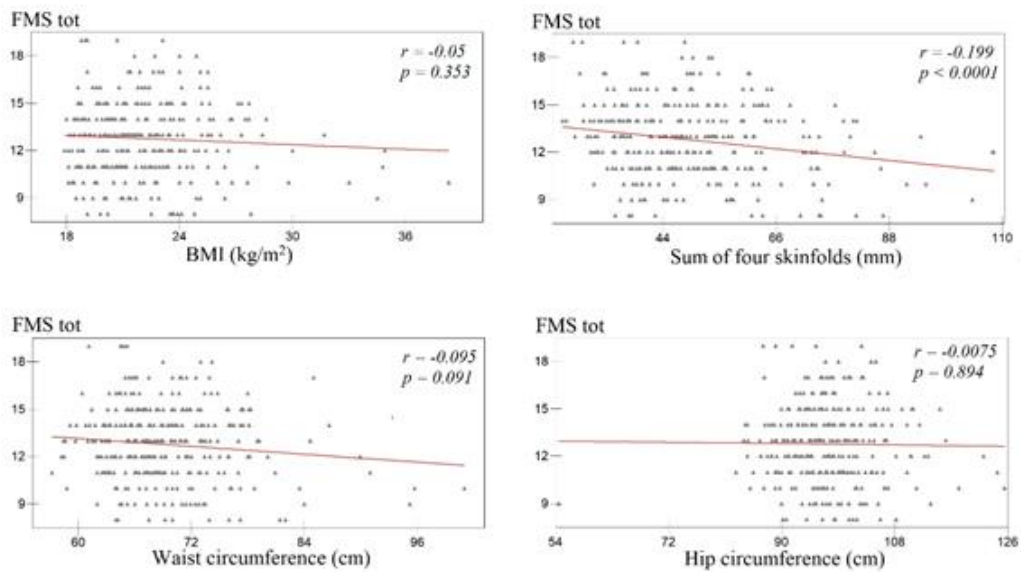 FMS tot
r = -0.05
p = 0.353
18
15
12
9
18 24 30 36
BMI (kg/m²)
FMS tot
r = -0.199
p < 0.0001
18
15
12
9
44 66 88 110
Sum of four skinfolds (mm)
FMS tot
r = -0.095
p = 0.091
18
15
12
9
60 72 84 96
Waist circumference (cm)
FMS tot
r = -0.0075
p = 0.894
18
15
12
9
54 72 90 108 126
Hip circumference (cm)